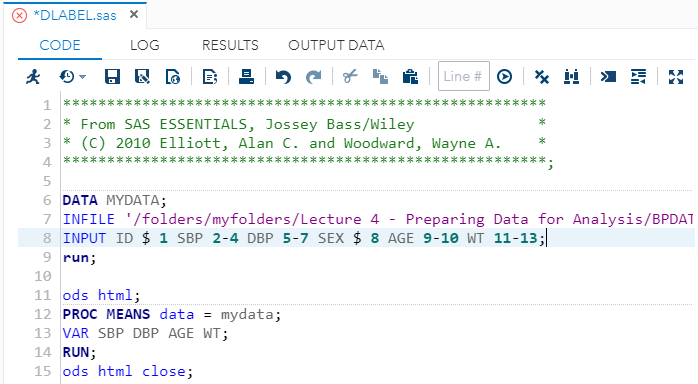 *DLABEL.sas ×
CODE LOG RESULTS OUTPUT DATA
Line #
1 *******************************************************
2 * From SAS ESSENTIALS, Jossey Bass/Wiley              *
3 * (C) 2010 Elliott, Alan C. and Woodward, Wayne A.    *
4 *******************************************************;
5
6 DATA MYDATA;
7 INFILE '/folders/myfolders/Lecture 4 - Preparing Data for Analysis/BPDAT
8 INPUT ID $ 1 SBP 2-4 DBP 5-7 SEX $ 8 AGE 9-10 WT 11-13;
9 run;
10
11 ods html;
12 PROC MEANS data = mydata;
13 VAR SBP DBP AGE WT;
14 RUN;
15 ods html close;